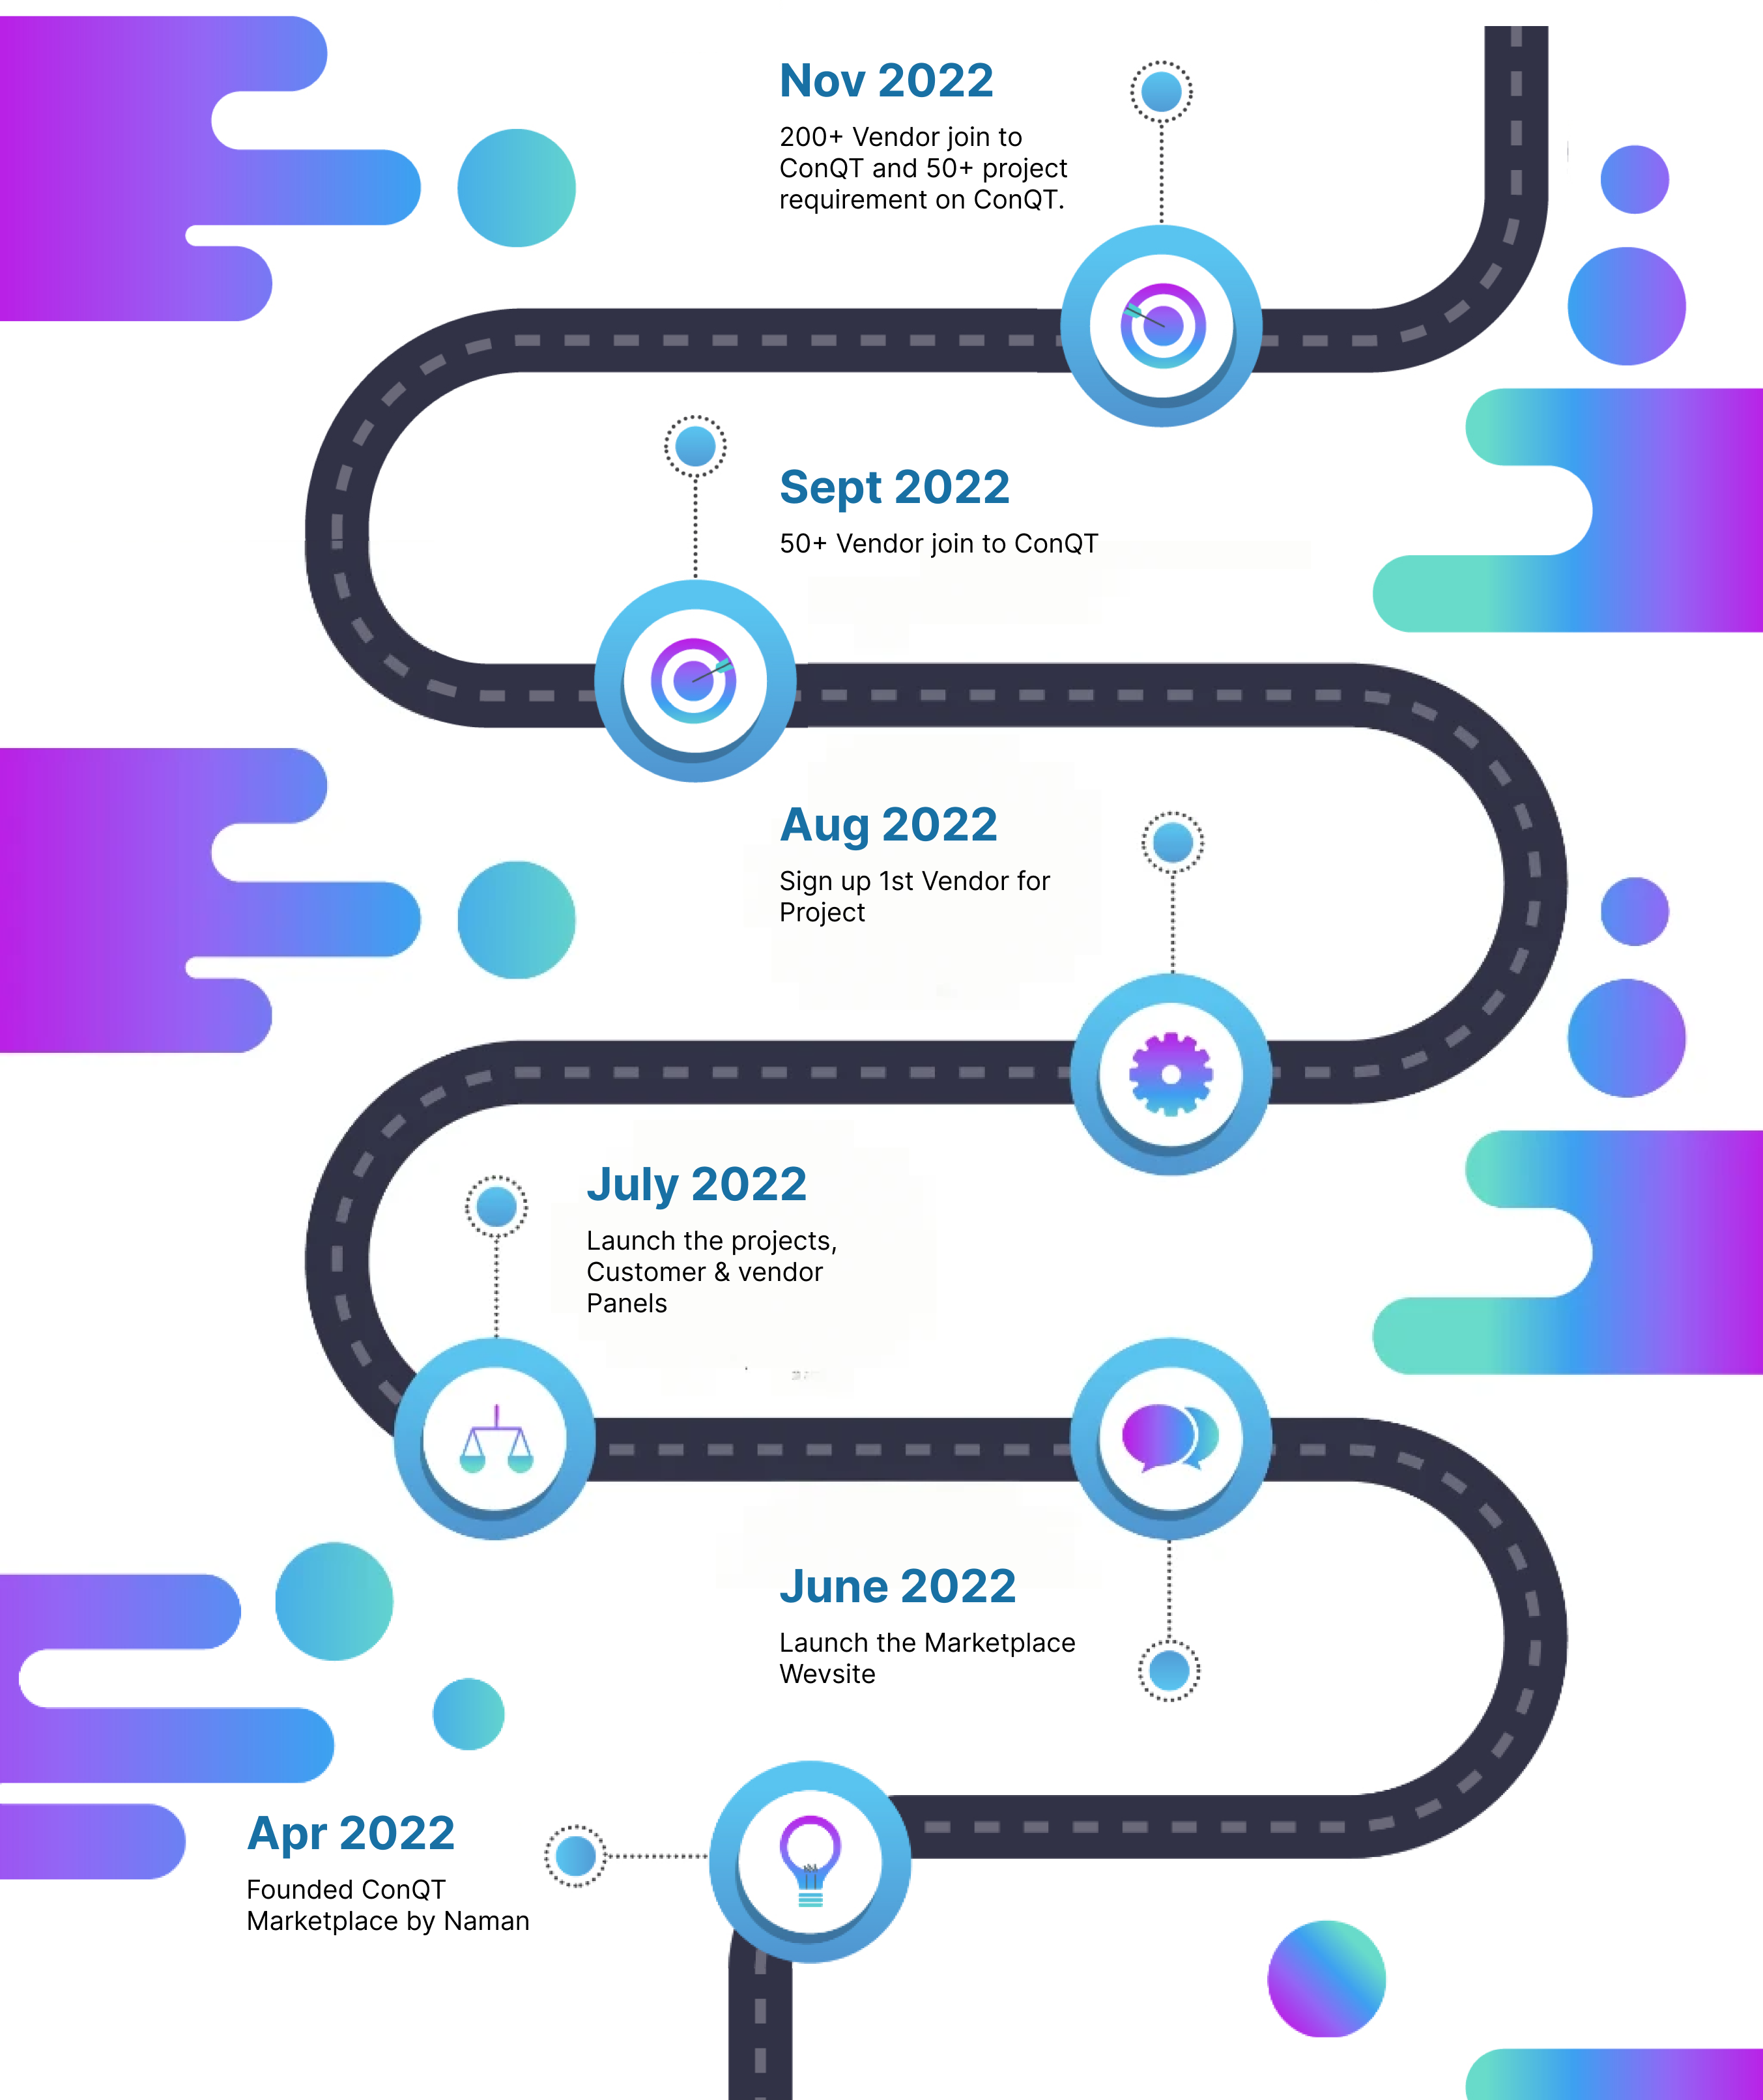 Nov 2022
200+ Vendor join to
ConQT and 50+ project
requirement on ConQT.
Sept 2022
50+ Vendor join to ConQT
Aug 2022
Sign up 1st Vendor for
Project
July 2022
Launch the projects,
Customer & vendor
Panels
June 2022
Launch the Marketplace
Wevsite
Apr 2022
Founded ConQT
Marketplace by Naman